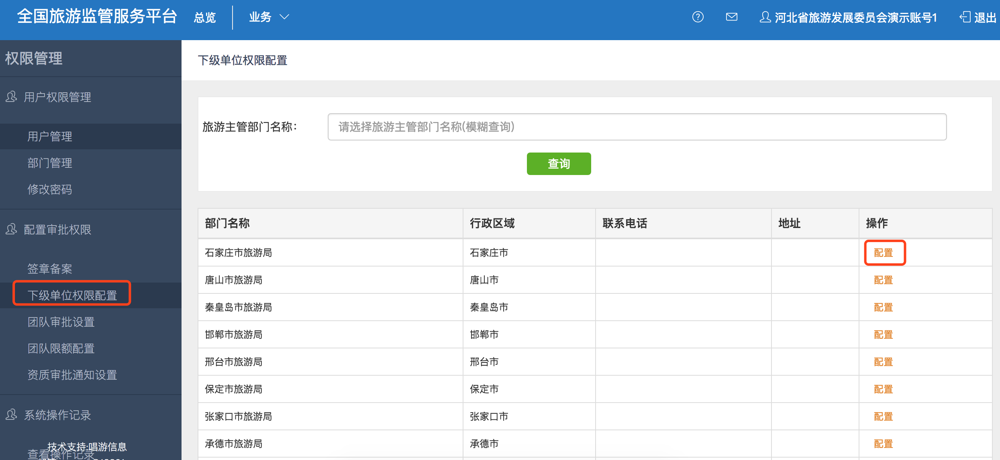 全国旅游监管服务平台 总览 业务 河北省旅游发展委员会演示账号1 退出
权限管理
用户权限管理
用户管理
部门管理
修改密码
配置审批权限
签章备案
下级单位权限配置
团队审批设置
团队限额配置
资质审批通知设置
系统操作记录
技术支持:唱游信息
查看操作记录
下级单位权限配置
旅游主管部门名称: 请选择旅游主管部门名称(模糊查询)
查询
部门名称 行政区域 联系电话 地址 操作
石家庄市旅游局 石家庄市 配置
唐山市旅游局 唐山市 配置
秦皇岛市旅游局 秦皇岛市 配置
邯郸市旅游局 邯郸市 配置
邢台市旅游局 邢台市 配置
保定市旅游局 保定市 配置
张家口市旅游局 张家口市 配置
承德市旅游局 承德市 配置